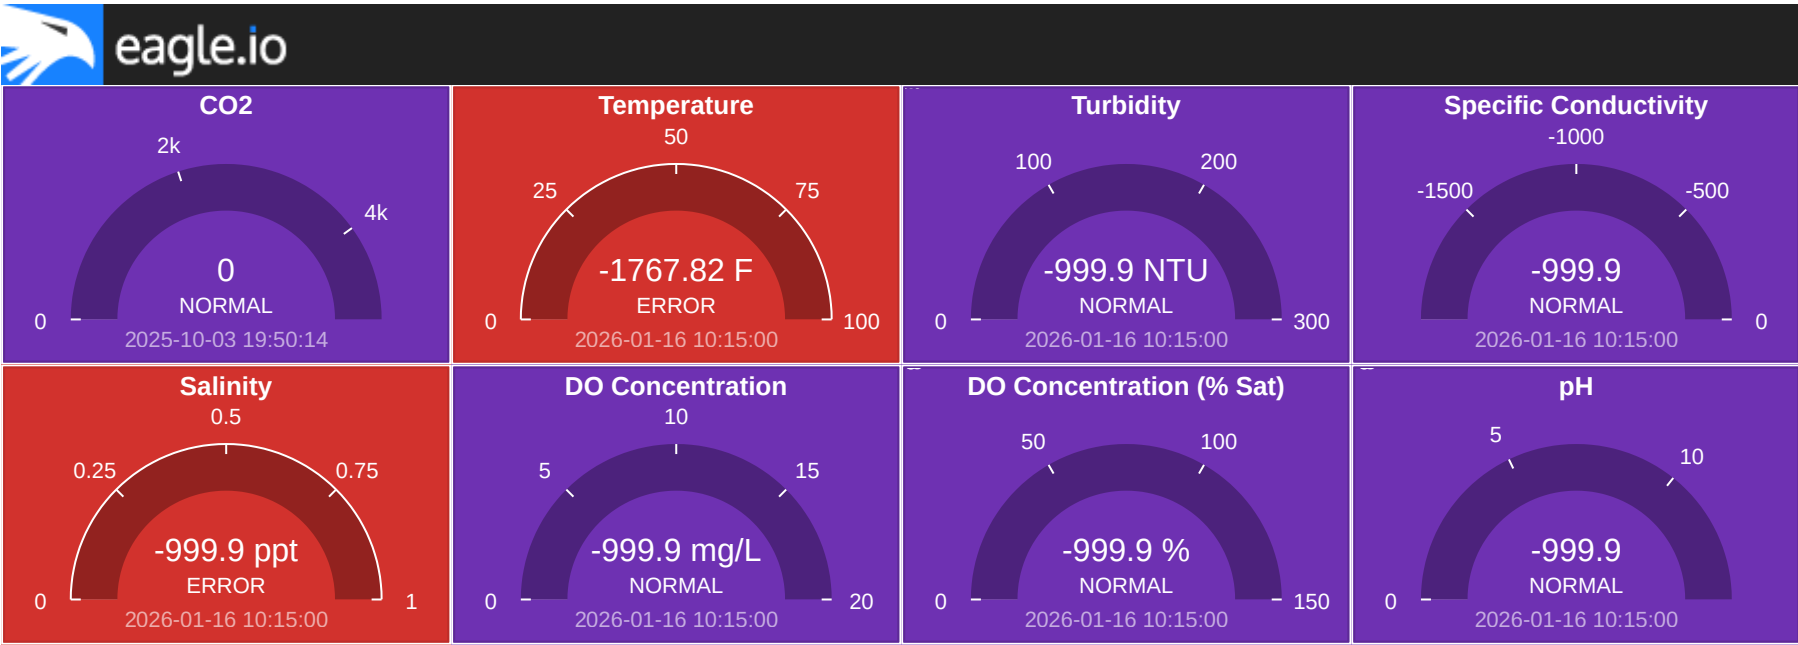 eagle.io
CO2
2k
4k
0
0
NORMAL
2025-10-03 19:50:14
Temperature
50
25
75
-1767.82 F
ERROR
0
100
2026-01-16 10:15:00
Turbidity
100
200
-999.9 NTU
NORMAL
0
300
2026-01-16 10:15:00
Specific Conductivity
-1000
-1500
-500
-999.9
NORMAL
0
2026-01-16 10:15:00
Salinity
0.5
0.25
0.75
-999.9 ppt
ERROR
0
1
2026-01-16 10:15:00
DO Concentration
10
5
15
-999.9 mg/L
NORMAL
0
20
2026-01-16 10:15:00
DO Concentration (% Sat)
50
100
-999.9 %
NORMAL
0
150
2026-01-16 10:15:00
pH
5
10
-999.9
NORMAL
0
2026-01-16 10:15:00